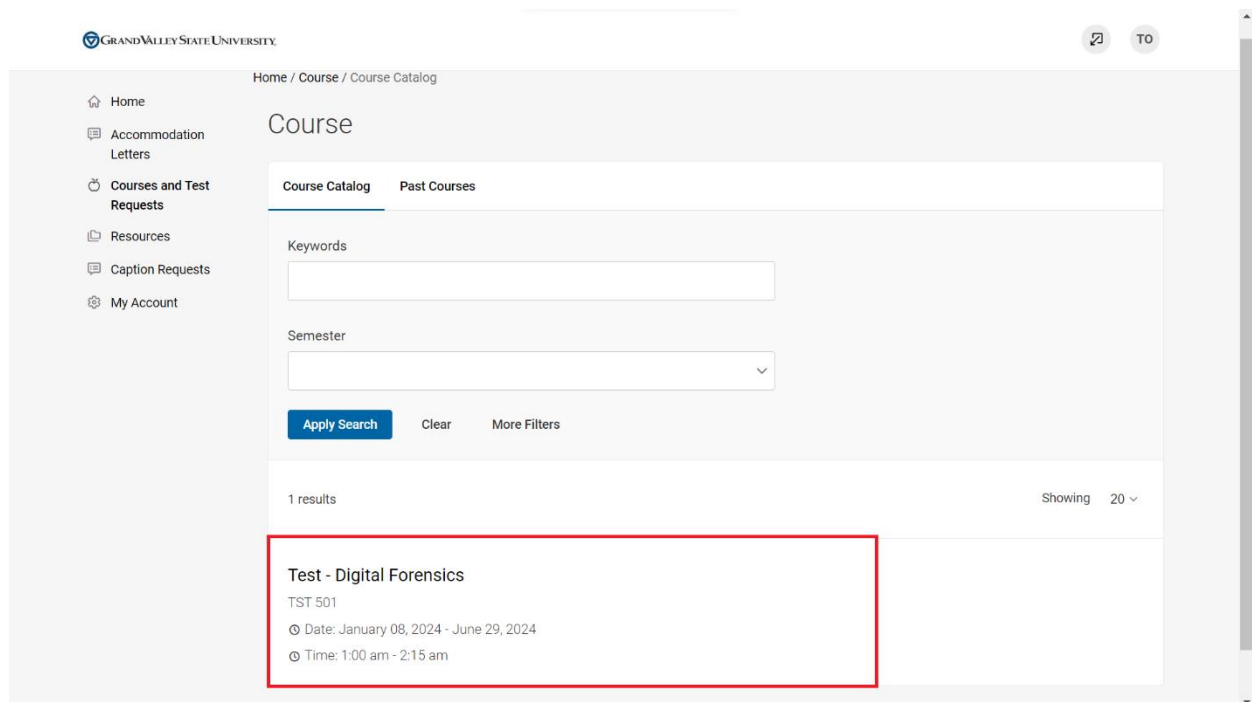 GRAND VALLEY STATE UNIVERSITY.
TO
Home / Course / Course Catalog
Home
Accommodation
Letters
Courses and Test
Requests
Resources
Caption Requests
My Account
Course
Course Catalog Past Courses
Keywords
Semester
Apply Search Clear More Filters
1 results Showing 20
Test - Digital Forensics
TST 501
Date: January 08, 2024 - June 29, 2024
Time: 1:00 am - 2:15 am